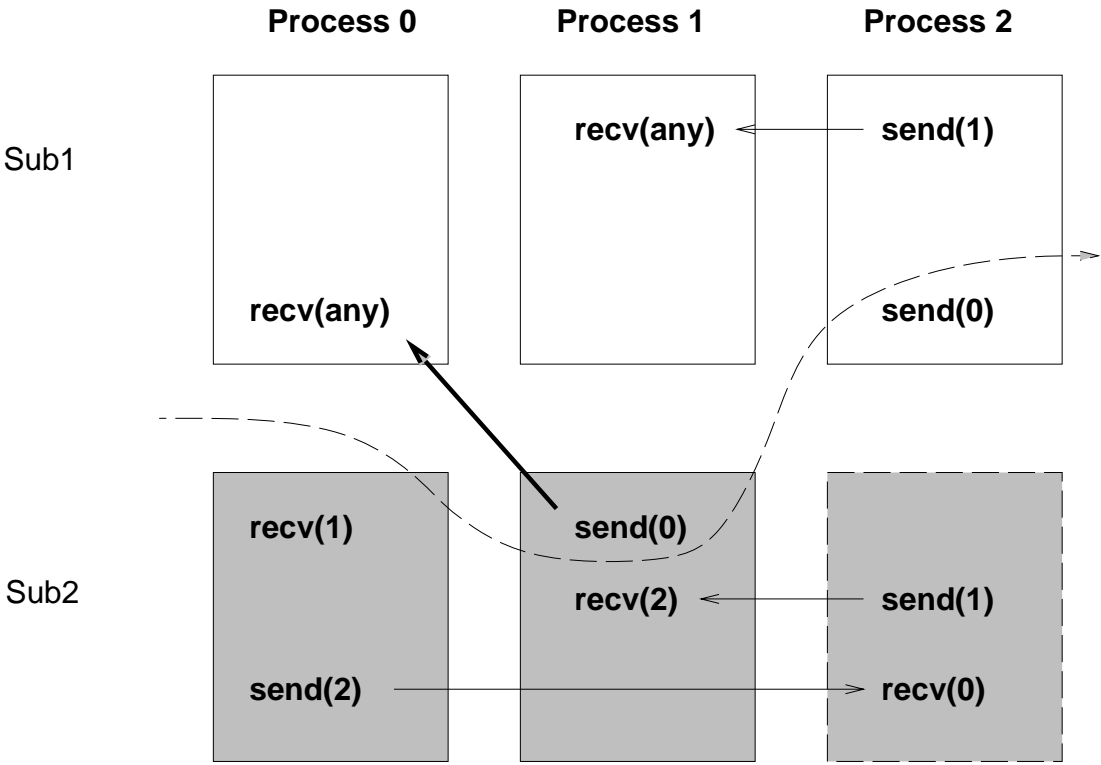 Process 0 Process 1 Process 2
recv(any) send(1)
Sub1
recv(any) send(0)
recv(1) send(0)
Sub2 recv(2) send(1)
send(2) recv(0)